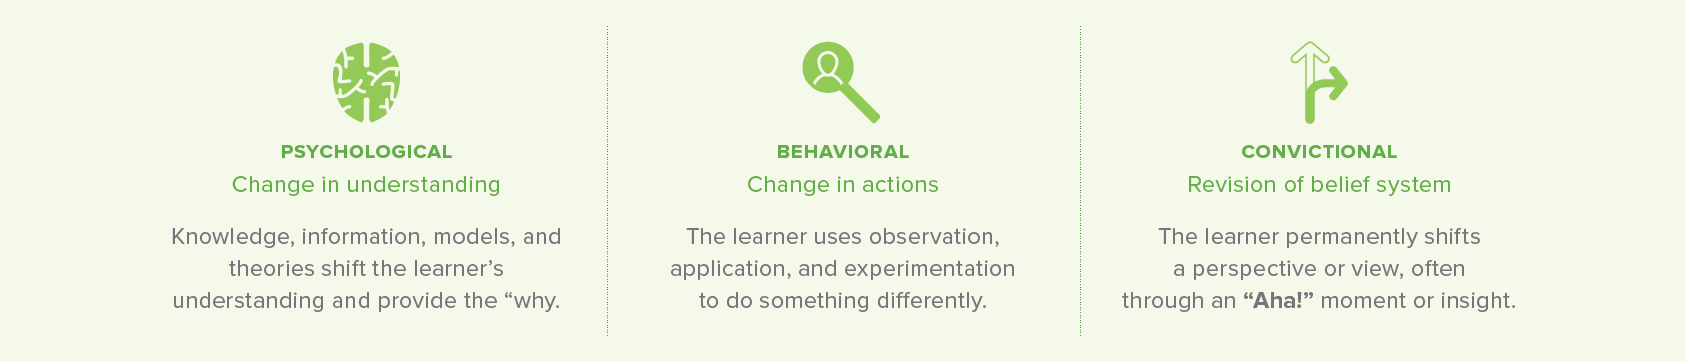 PSYCHOLOGICAL
Change in understanding
Knowledge, information, models, and
theories shift the learner’s
understanding and provide the “why.
BEHAVIORAL
Change in actions
The learner uses observation,
application, and experimentation
to do something differently.
CONVICTIONAL
Revision of belief system
The learner permanently shifts
a perspective or view, often
through an “Aha!” moment or insight.